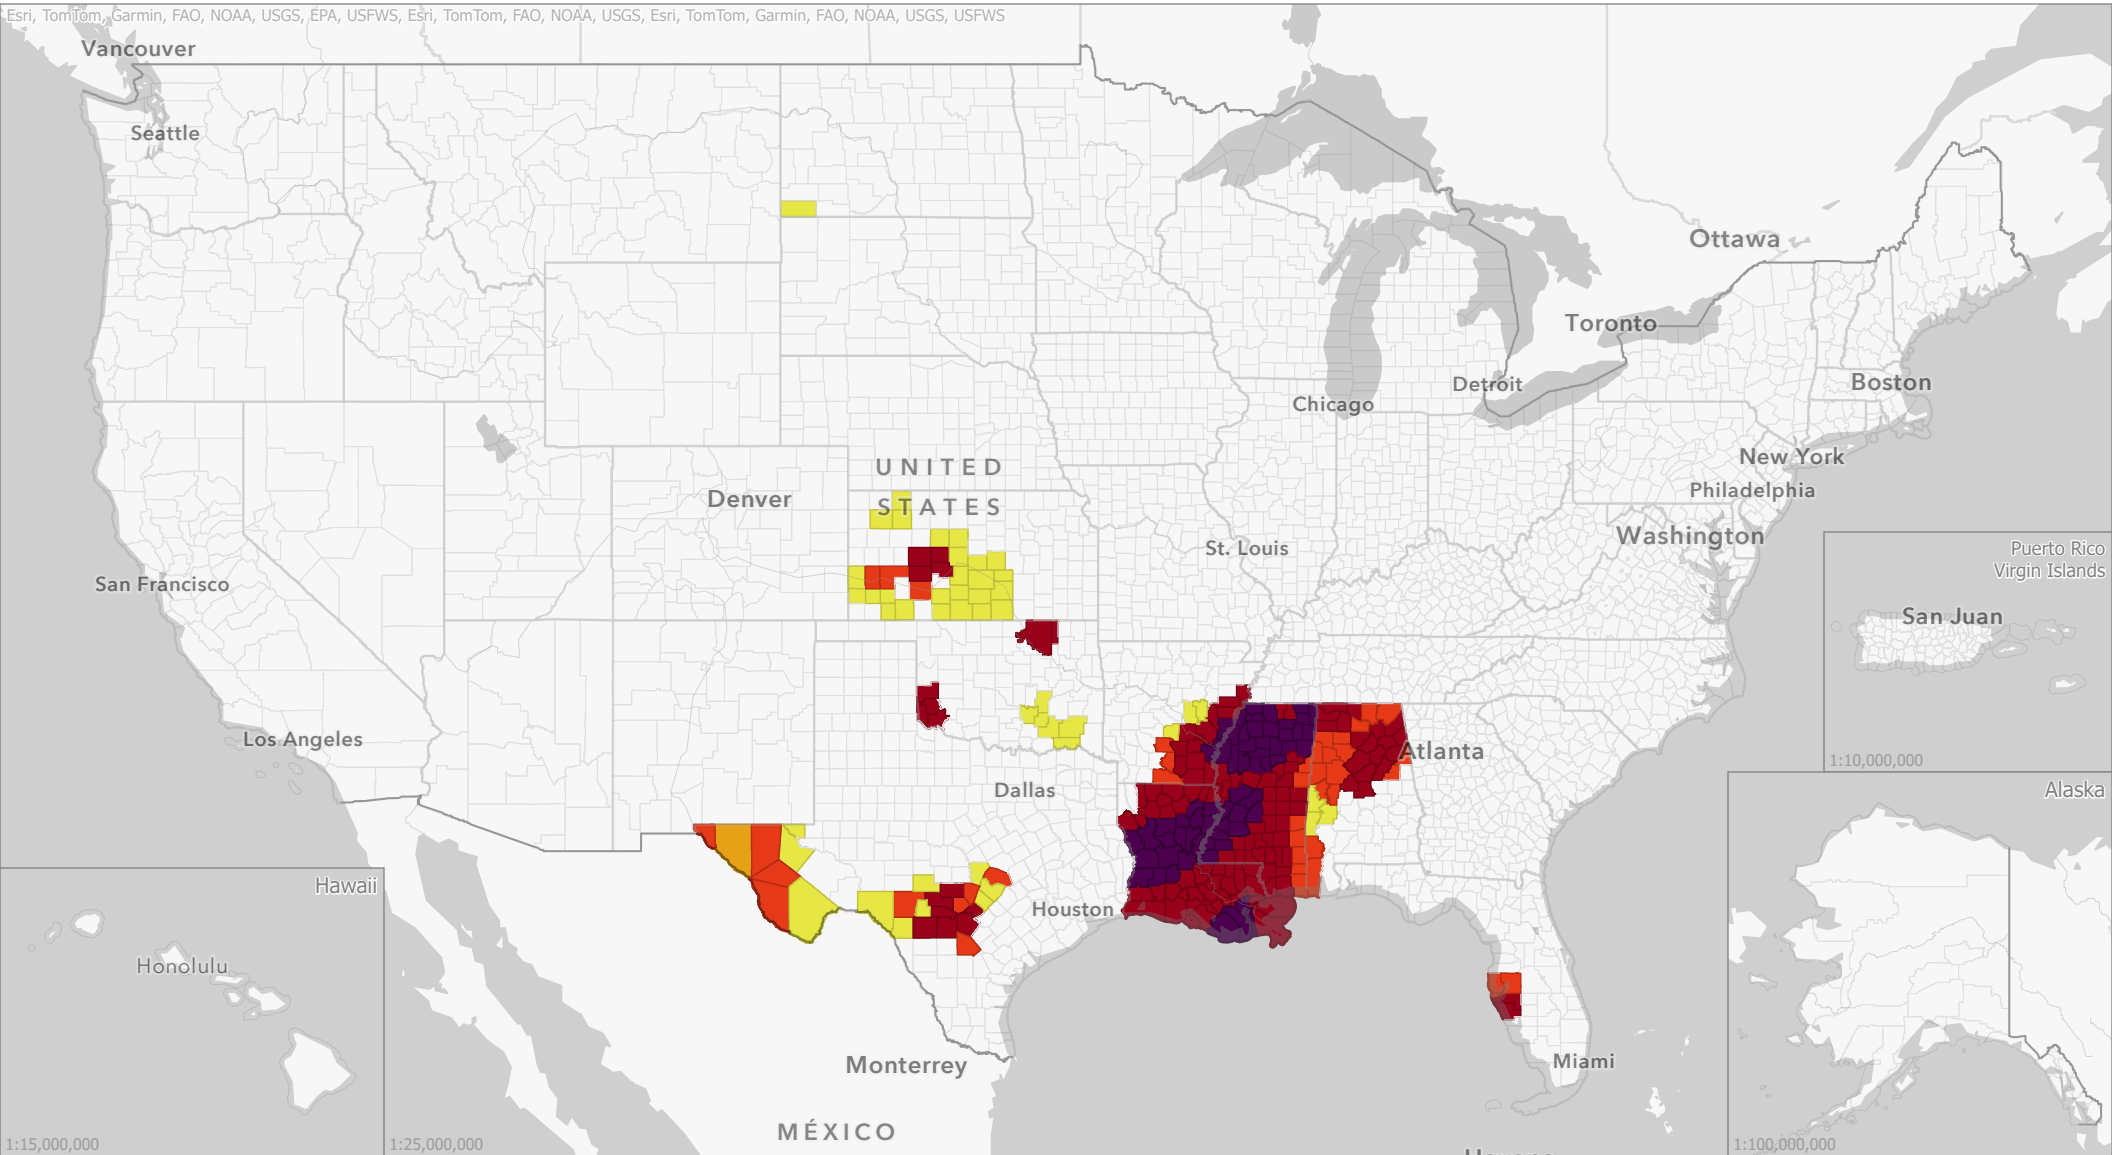 Esri, TomTom, Garmin, FAO, NOAA, USGS, EPA, USFWS, Esri, TomTom, FAO, NOAA, USGS, Esri, TomTom, Garmin, FAO, NOAA, USGS, USFWS
Vancouver
Seattle
Ottawa
Toronto
Detroit
Boston
Chicago
New York
UNITED
STATES
Denver
Philadelphia
Washington
St. Louis
San Francisco
Puerto Rico
Virgin Islands
San Juan
Los Angeles
Atlanta
1:10,000,000
Dallas
Alaska
Hawaii
Houston
Honolulu
Miami
Monterrey
MÉXICO
1:15,000,000
1:25,000,000
1:100,000,000